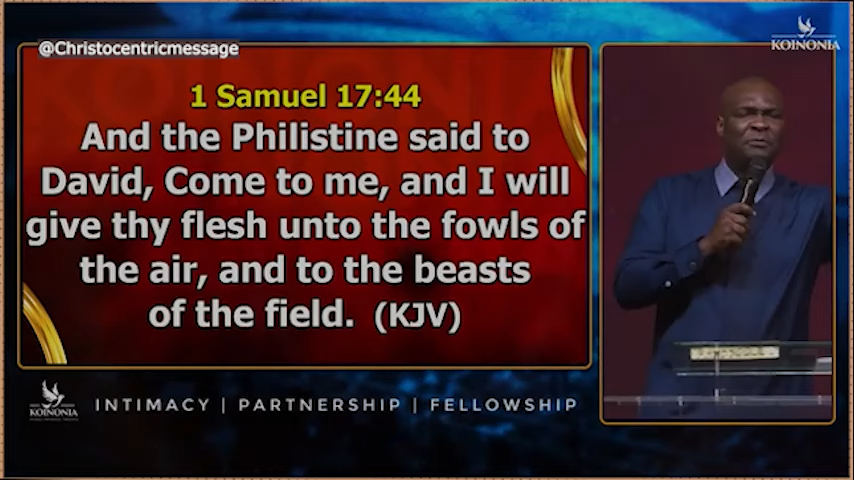 @Christocentricmessage
KOINONIA
1 Samuel 17:44
And the Philistine said to
David, Come to me, and I will
give thy flesh unto the fowls of
the air, and to the beasts
of the field. (KJV)
KOINONIA
INTIMACY | PARTNERSHIP | FELLOWSHIP